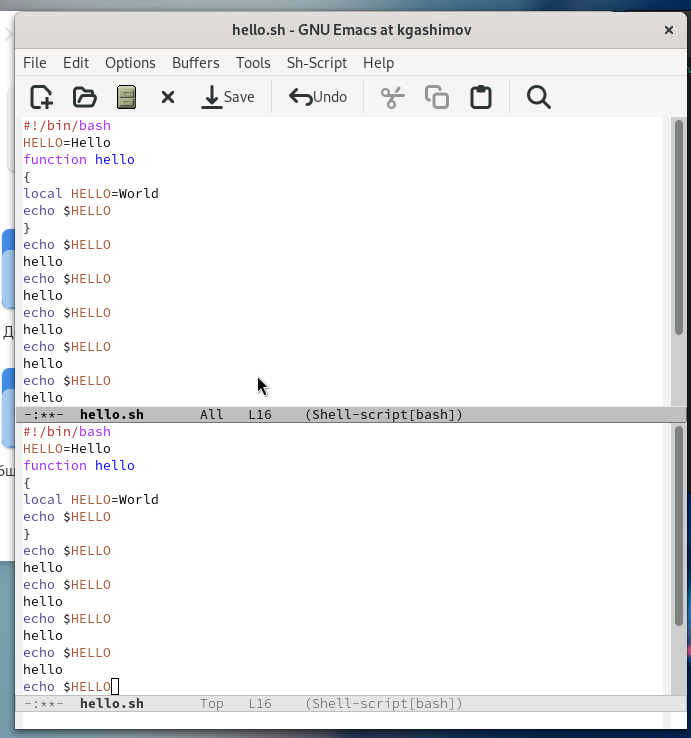 hello.sh - GNU Emacs at kgashimov
File Edit Options Buffers Tools Sh-Script Help
Save Undo
#!/bin/bash
HELLO=Hello
function hello
{
local HELLO=World
echo $HELLO
}
echo $HELLO
hello
echo $HELLO
hello
echo $HELLO
hello
echo $HELLO
hello
echo $HELLO
hello
-:**- hello.sh All L16 (Shell-script[bash])
#!/bin/bash
HELLO=Hello
function hello
{
local HELLO=World
echo $HELLO
}
echo $HELLO
hello
echo $HELLO
hello
echo $HELLO
hello
echo $HELLO
hello
echo $HELLO
-:**- hello.sh Top L16 (Shell-script[bash])